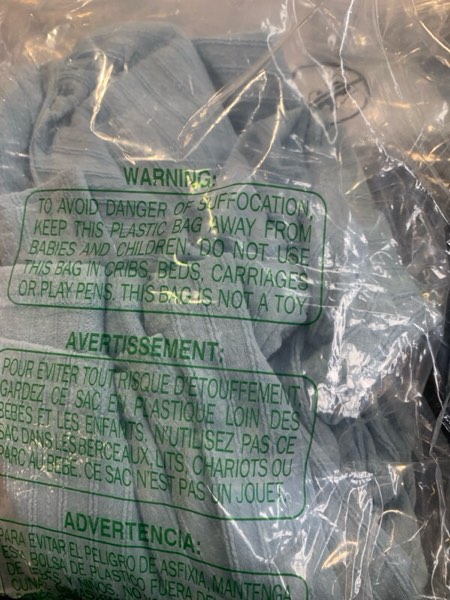 WARNING:
TO AVOID DANGER OF SUFFOCATION,
KEEP THIS PLASTIC BAG AWAY FROM
BABIES AND CHILDREN. DO NOT USE
THIS BAG IN CRIBS, BEDS, CARRIAGES
OR PLAY PENS. THIS BAG IS NOT A TOY.
AVERTISSEMENT:
POUR ÉVITER TOUT RISQUE D'ÉTOUFFEMENT,
GARDEZ CE SAC EN PLASTIQUE LOIN DES
BÉBÉS ET LES ENFANTS, N'UTILISEZ PAS CE
SAC DANS LES BERCEAUX, LITS, CHARIOTS OU
PARC AU BÉBÉ. CE SAC N'EST PAS UN JOUET.
ADVERTENCIA:
PARA EVITAR EL PELIGRO DE ASFIXIA, MANTENGA
BOLSA DE PLASTICO FUERA DE
NIÑOS. NO